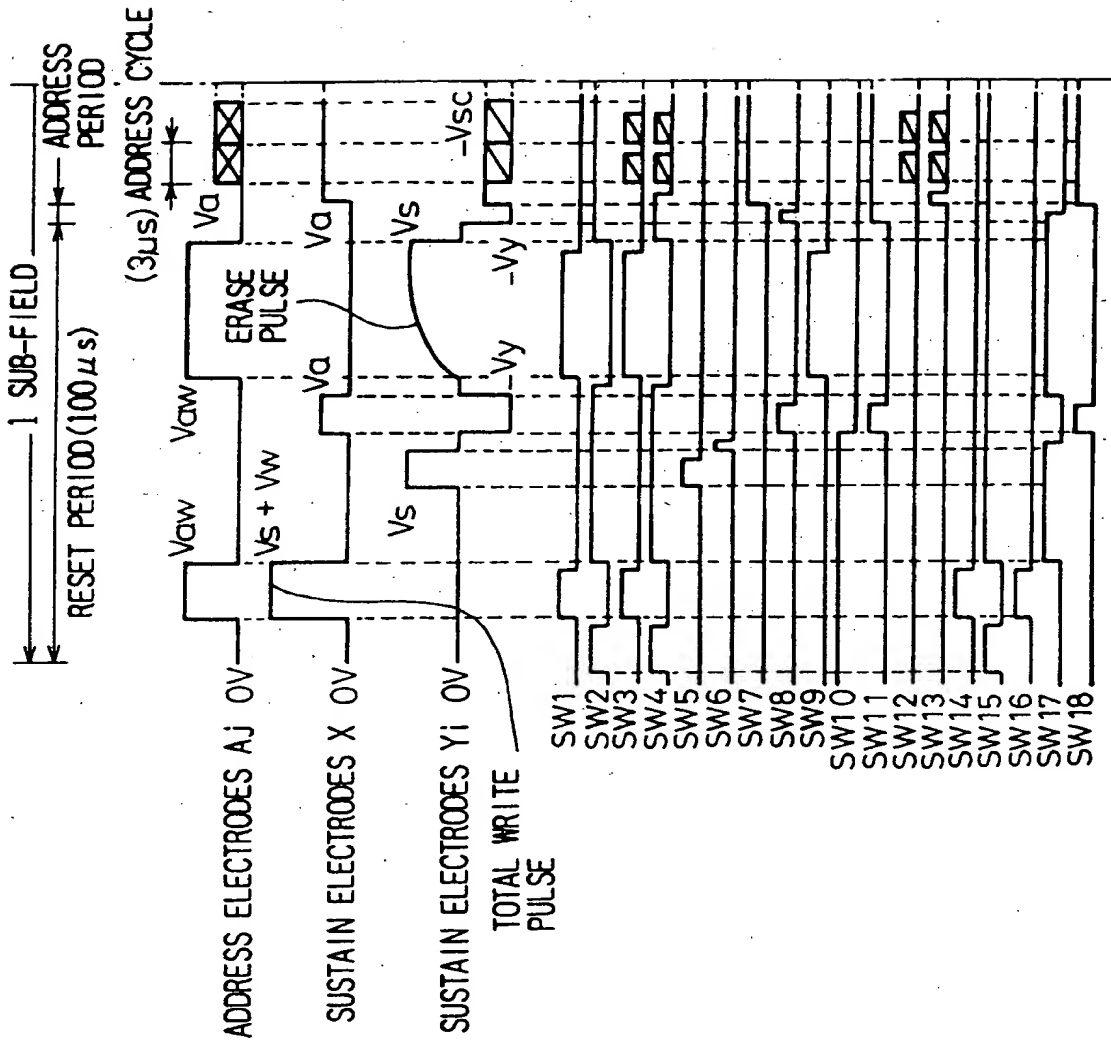 1 SUB-FIELD
RESET PERIOD (100 μs)
ADDRESS
PERIOD
(3μs) ADDRESS CYCLE
ADDRESS ELECTRODES Aj 0V
Vaw
Vaw
Va
SUSTAIN ELECTRODES X 0V
Vs + Vw
Va
Va
ERASE
PULSE
SUSTAIN ELECTRODES Yi 0V
Vs
-Vy
Vs
-Vy
-Vsc
TOTAL WRITE
PULSE
SW1
SW2
SW3
SW4
SW5
SW6
SW7
SW8
SW9
SW10
SW11
SW12
SW13
SW14
SW15
SW16
SW17
SW18